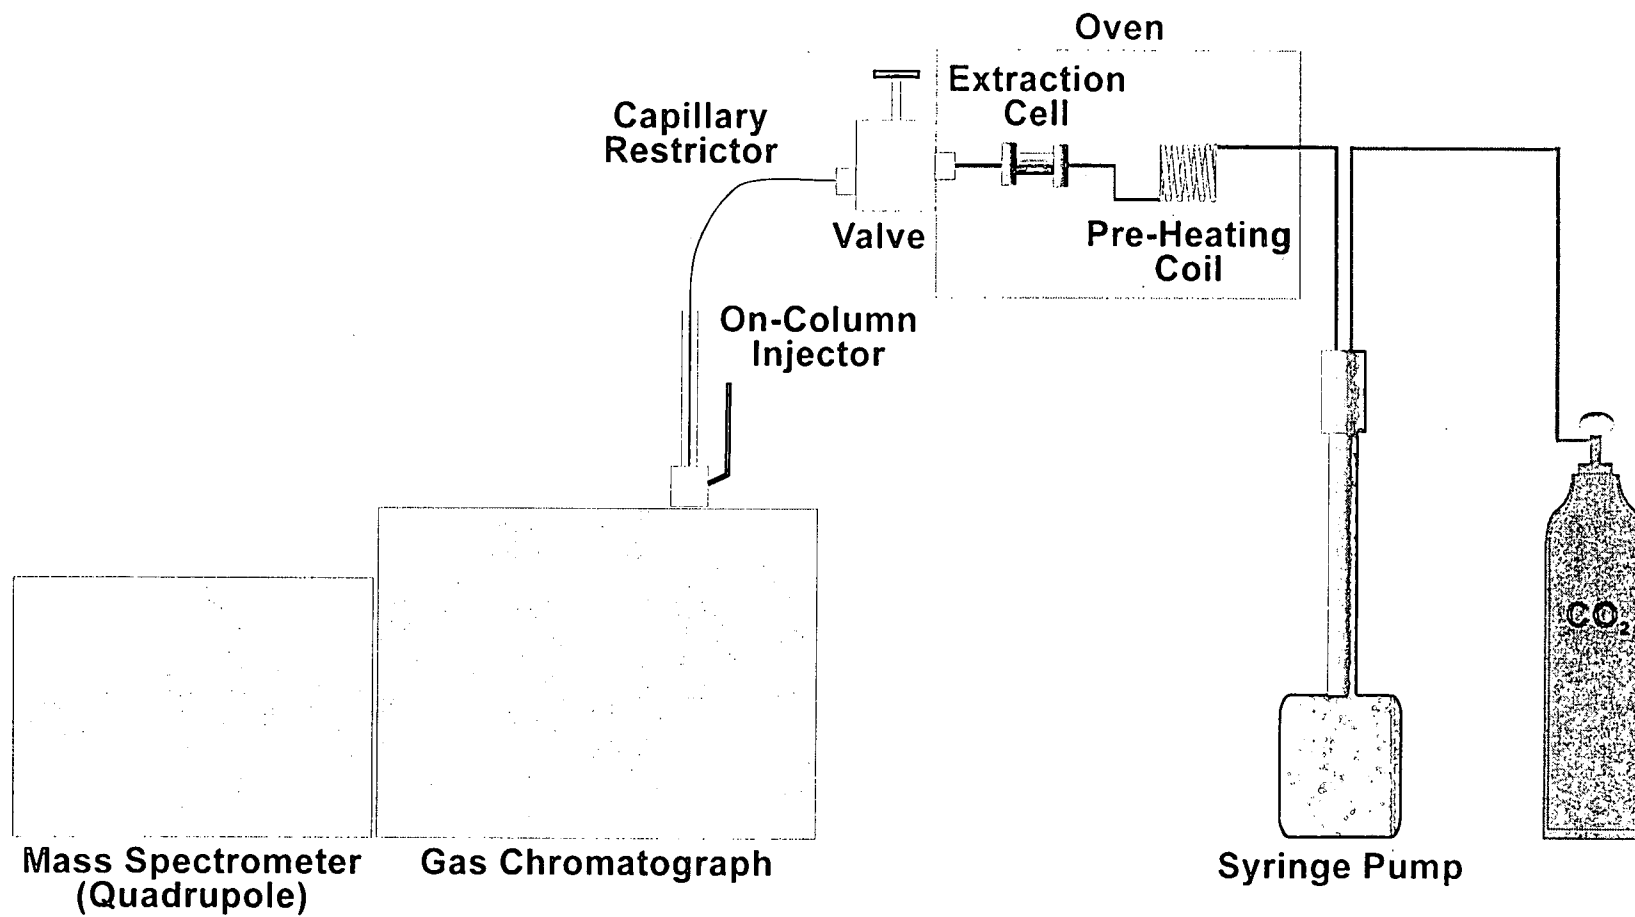 Oven
Extraction
Cell
Capillary
Restrictor
Valve
Pre-Heating
Coil
On-Column
Injector
CO₂
Mass Spectrometer
(Quadrupole)
Gas Chromatograph
Syringe Pump